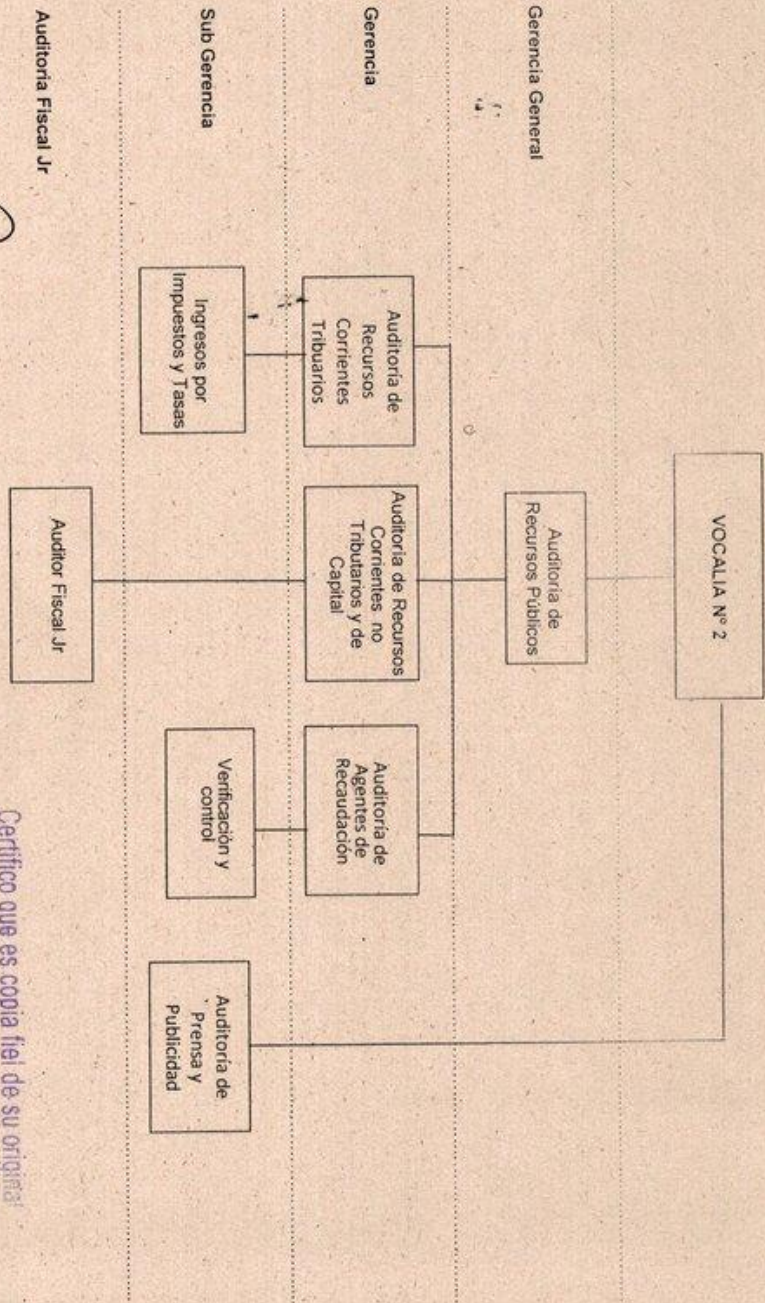 VOCALIA N° 2
Gerencia General
Auditoría de
Recursos Públicos
Gerencia
Auditoría de
Recursos
Corrientes
Tribuarios
Auditoria de Recursos
Corrientes no
Tributarios y de
Capital
Auditoría de
Agentes de
Recaudación
Sub Gerencia
Ingresos por
Impuestos y Tasas
Verificación y
control
Auditoría de
Prensa y
Publicidad
Auditoria Fiscal Jr
Auditor Fiscal Jr
Certifico que es copia fiel de su original